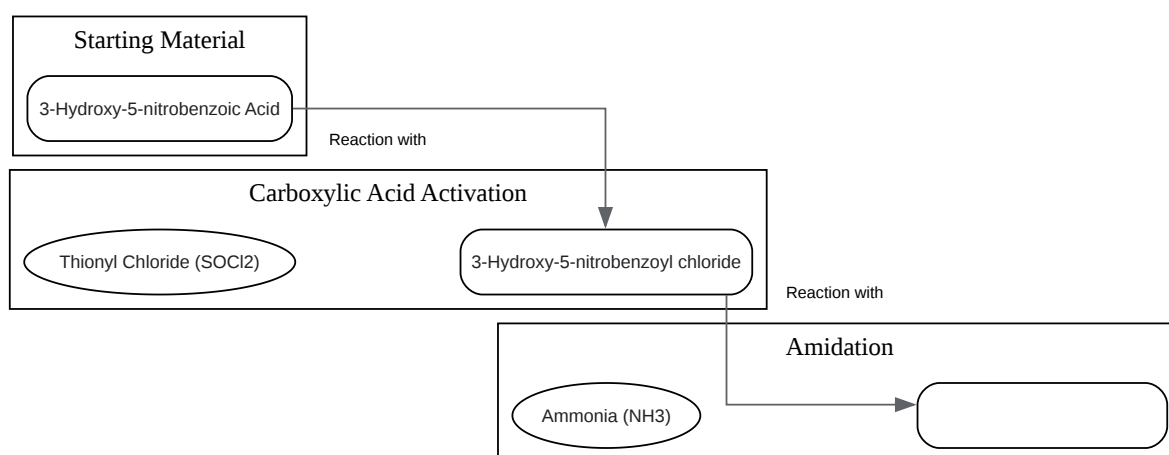 Starting Material
3-Hydroxy-5-nitrobenzoic Acid
Reaction with
Carboxylic Acid Activation
Thionyl Chloride (SOCl2)
3-Hydroxy-5-nitrobenzoyl chloride
Reaction with
Amidation
Ammonia (NH3)